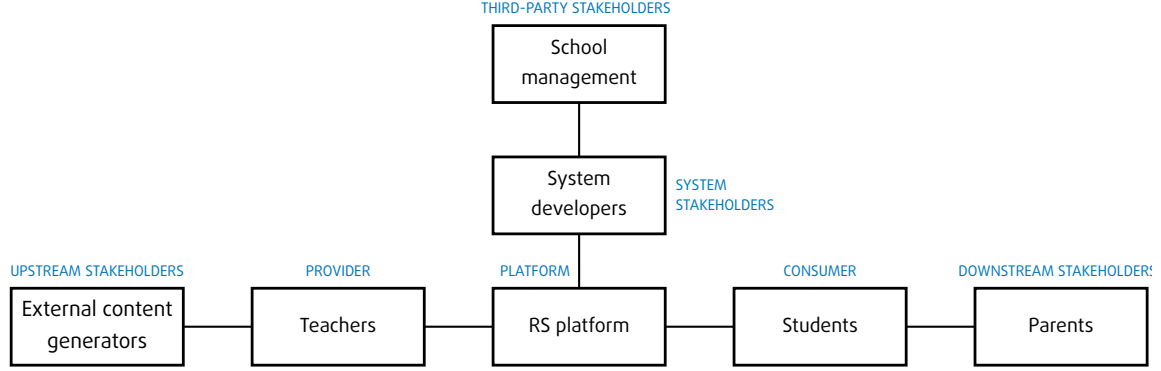 THIRD-PARTY STAKEHOLDERS
School
management
System
developers
SYSTEM
STAKEHOLDERS
UPSTREAM STAKEHOLDERS
PROVIDER
PLATFORM
CONSUMER
DOWNSTREAM STAKEHOLDERS
External content
generators
Teachers
RS platform
Students
Parents